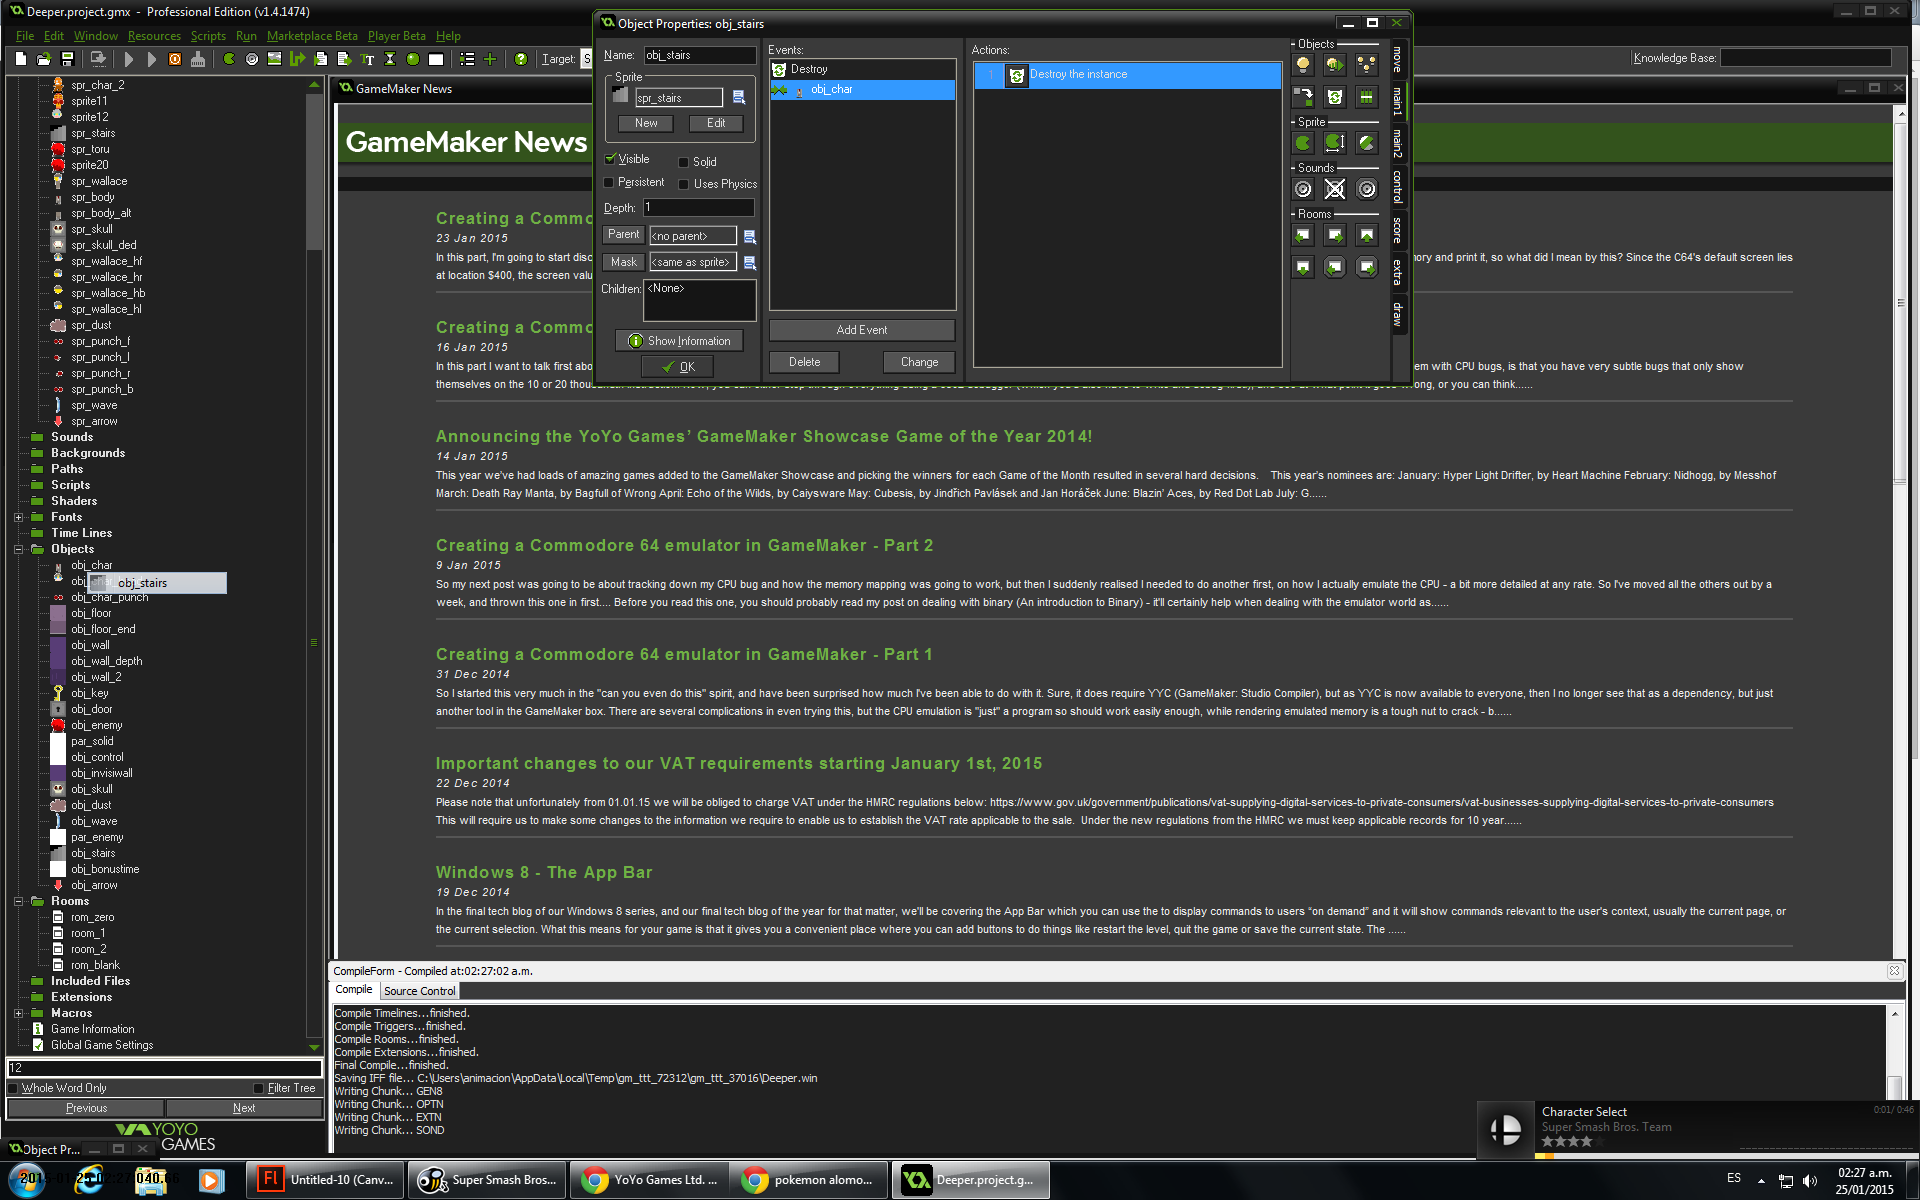 Deeper.project.gmx - Professional Edition (v1.4.1474)
File Edit Window Resources Scripts Run Marketplace Beta Player Beta Help
Target: S
Knowledge Base:
spr_char_2
sprite11
sprite12
spr_stairs
spr_toru
sprite20
spr_wallace
spr_body
spr_body_alt
spr_skull
spr_skull_ded
spr_wallace_hf
spr_wallace_hr
spr_wallace_hb
spr_wallace_hl
spr_dust
spr_punch_f
spr_punch_l
spr_punch_r
spr_punch_b
spr_wave
spr_arrow
Sounds
Backgrounds
Paths
Scripts
Shaders
Fonts
Time Lines
Objects
obj_char
obj_stairs
obj_char_punch
obj_floor
obj_floor_end
obj_wall
obj_wall_depth
obj_wall_2
obj_key
obj_door
obj_enemy
par_solid
obj_control
obj_invisiwall
obj_skull
obj_dust
obj_wave
par_enemy
obj_stairs
obj_bonustime
obj_arrow
Rooms
rom_zero
room_1
room_2
rom_blank
Included Files
Extensions
Macros
Game Information
Global Game Settings
12
Whole Word Only Filter Tree
Previous Next
YOYO
GAMES
Object Pr...
Object Properties: obj_stairs
Name: obj_stairs
Sprite
spr_stairs
New Edit
Visible Solid
Persistent Uses Physics
Depth: 1
Parent <no parent>
Mask <same as sprite>
Children: <None>
Show Information
OK
Events:
Destroy
obj_char
Add Event
Delete Change
Actions:
1 Destroy the instance
Objects
Sprite
Sounds
Rooms
move
main1
main2
control
score
extra
draw
GameMaker News
GameMaker News
Creating a Commo
23 Jan 2015
In this part, I'm going to start disc ory and print it, so what did I mean by this? Since the C64's default screen lies
at location $400, the screen valu
Creating a Commo
16 Jan 2015
In this part I want to talk first abo em with CPU bugs, is that you have very subtle bugs that only show
themselves on the 10 or 20 thou ong, or you can think......
Announcing the YoYo Games’ GameMaker Showcase Game of the Year 2014!
14 Jan 2015
This year we've had loads of amazing games added to the GameMaker Showcase and picking the winners for each Game of the Month resulted in several hard decisions. This year's nominees are: January: Hyper Light Drifter, by Heart Machine February: Nidhogg, by Messhof
March: Death Ray Manta, by Bagfull of Wrong April: Echo of the Wilds, by Caiysware May: Cubesis, by Jindřich Pavlásek and Jan Horáček June: Blazin' Aces, by Red Dot Lab July: G......
Creating a Commodore 64 emulator in GameMaker - Part 2
9 Jan 2015
So my next post was going to be about tracking down my CPU bug and how the memory mapping was going to work, but then I suddenly realised I needed to do another first, on how I actually emulate the CPU - a bit more detailed at any rate. So I've moved all the others out by a
week, and thrown this one in first.... Before you read this one, you should probably read my post on dealing with binary (An introduction to Binary) - it'll certainly help when dealing with the emulator world as......
Creating a Commodore 64 emulator in GameMaker - Part 1
31 Dec 2014
So I started this very much in the "can you even do this" spirit, and have been surprised how much I've been able to do with it. Sure, it does require YYC (GameMaker: Studio Compiler), but as YYC is now available to everyone, then I no longer see that as a dependency, but just
another tool in the GameMaker box. There are several complications in even trying this, but the CPU emulation is "just" a program so should work easily enough, while rendering emulated memory is a tough nut to crack - b......
Important changes to our VAT requirements starting January 1st, 2015
22 Dec 2014
Please note that unfortunately from 01.01.15 we will be obliged to charge VAT under the HMRC regulations below: https://www.gov.uk/government/publications/vat-supplying-digital-services-to-private-consumers/vat-businesses-supplying-digital-services-to-private-consumers
This will require us to make some changes to the information we require to enable us to establish the VAT rate applicable to the sale. Under the new regulations from the HMRC we must keep applicable records for 10 year......
Windows 8 - The App Bar
19 Dec 2014
In the final tech blog of our Windows 8 series, and our final tech blog of the year for that matter, we'll be covering the App Bar which you can use the to display commands to users “on demand” and it will show commands relevant to the user's context, usually the current page, or
the current selection. What this means for your game is that it gives you a convenient place where you can add buttons to do things like restart the level, quit the game or save the current state. The ......
CompileForm - Compiled at:02:27:02 a.m.
Compile Source Control
Compile Timelines...finished.
Compile Triggers...finished.
Compile Rooms...finished.
Compile Extensions...finished.
Final Compile...finished.
Saving IFF file... C:\Users\animacion\AppData\Local\Temp\gm_ttt_72312\gm_ttt_37016\Deeper.win
Writing Chunk... GEN8
Writing Chunk... OPTN
Writing Chunk... EXTN
Writing Chunk... SOND
Character Select
0:01/ 0:46
Super Smash Bros. Team
Untitled-10 (Canv...
Super Smash Bros...
YoYo Games Ltd. ...
pokemon alomo...
Deeper.project.g...
ES
02:27 a.m.
25/01/2015